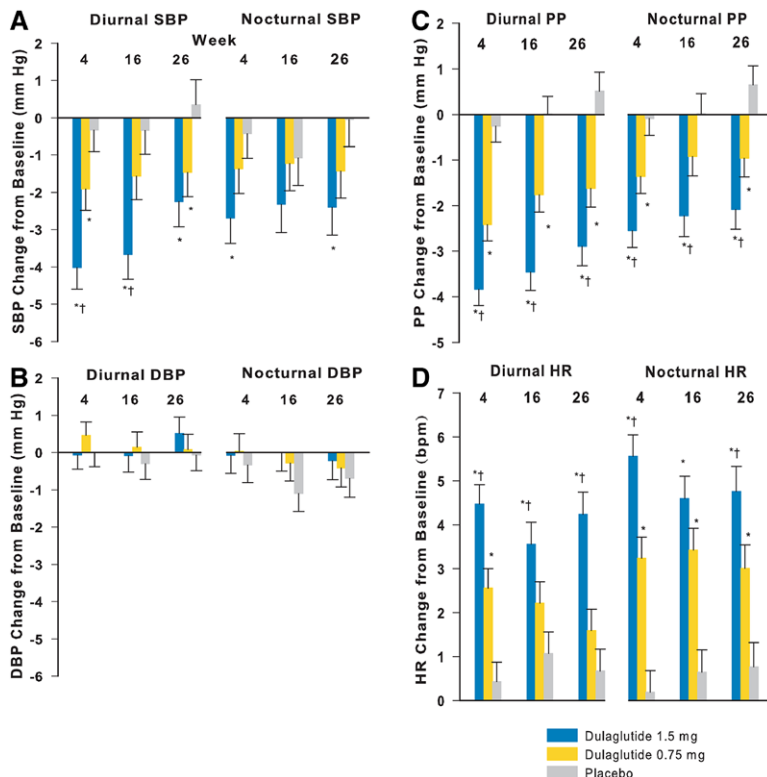 A
Diurnal SBP
Nocturnal SBP
Week
4 16 26 4 16 26
SBP Change from Baseline (mm Hg)
2
1
0
-1
-2
-3
-4
-5
-6
*† * *† * * * *
B
Diurnal DBP
Nocturnal DBP
4 16 26 4 16 26
DBP Change from Baseline (mm Hg)
2
1
0
-1
-2
-3
-4
-5
-6
C
Diurnal PP
Nocturnal PP
4 16 26 4 16 26
PP Change from Baseline (mm Hg)
2
1
0
-1
-2
-3
-4
-5
*† * *† * *† * *† * *† *† *
D
Diurnal HR
Nocturnal HR
4 16 26 4 16 26
HR Change from Baseline (bpm)
7
6
5
4
3
2
1
0
*† * *† *† *† * * * *† *
Dulaglutide 1.5 mg
Dulaglutide 0.75 mg
Placebo